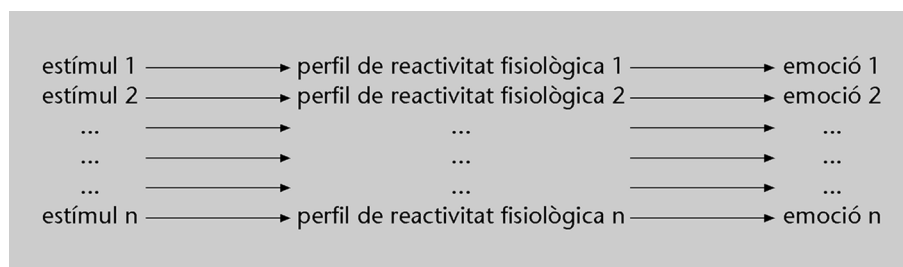 estímul 1 perfil de reactivitat fisiològica 1 emoció 1
estímul 2 perfil de reactivitat fisiològica 2 emoció 2
... ... ...
... ... ...
... ... ...
estímul n perfil de reactivitat fisiològica n emoció n